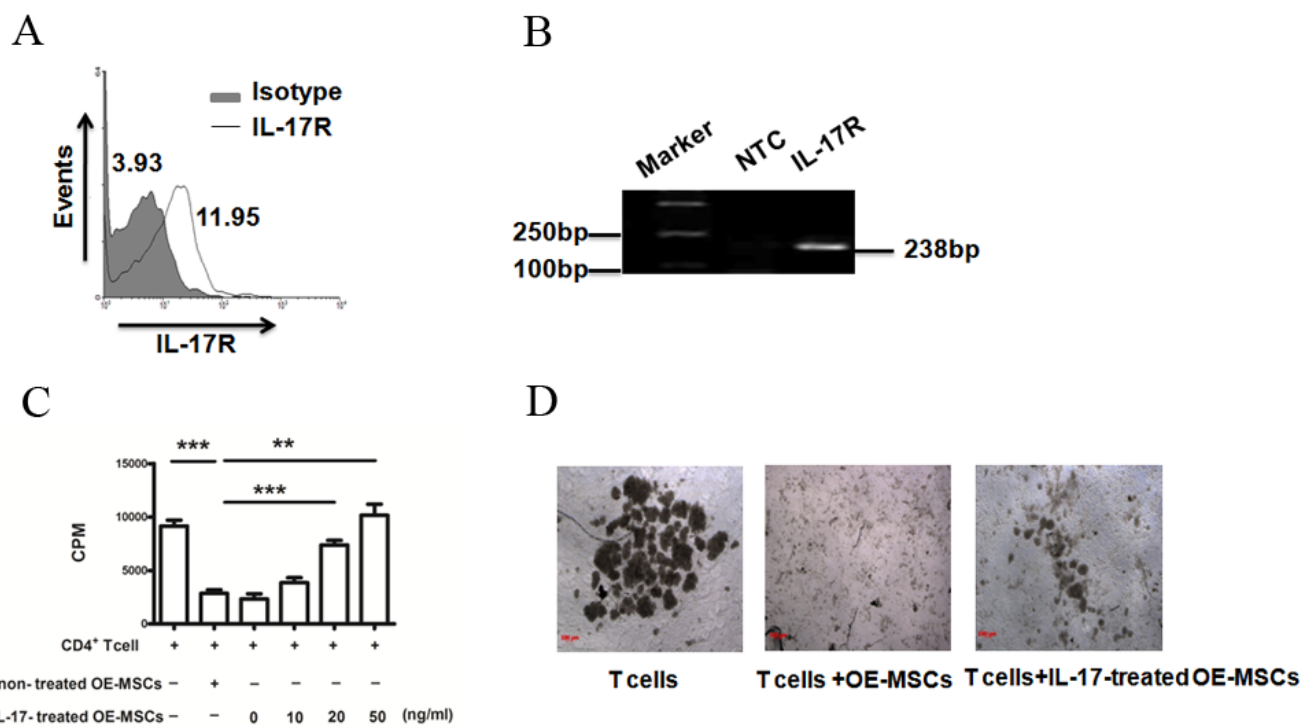 A
Isotype
IL-17R
3.93
11.95
Events
IL-17R
B
Marker
NTC
IL-17R
250bp
100bp
238bp
C
***
**
***
15000
10000
5000
0
CPM
CD4+ Tcell + + + + + +
non- treated OE-MSCs – + – – – –
L-17- treated OE-MSCs – – 0 10 20 50 (ng/ml)
D
T cells
T cells +OE-MSCs
T cells+IL-17-treated OE-MSCs